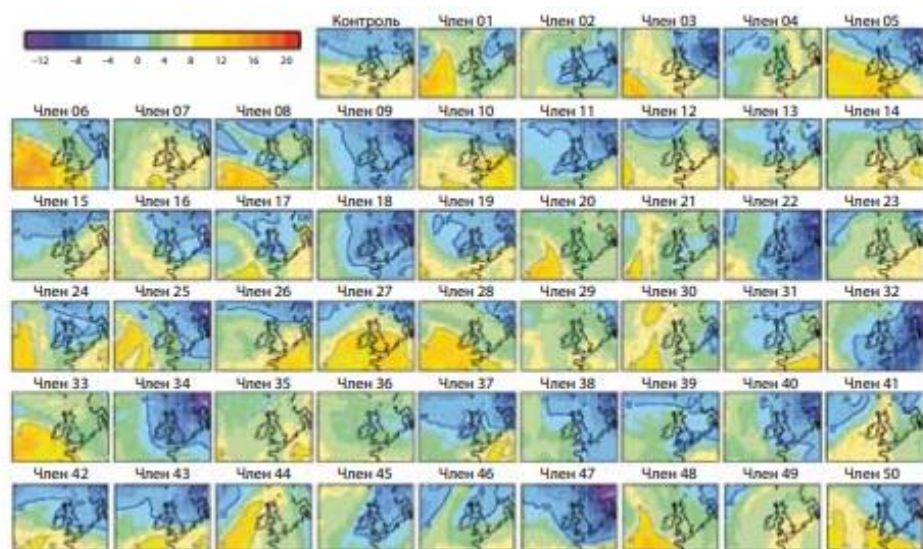 Контроль Член 01 Член 02 Член 03 Член 04 Член 05
−12 −8 −4 0 2 4 8 12 16 20
Член 06 Член 07 Член 08 Член 09 Член 10 Член 11 Член 12 Член 13 Член 14
Член 15 Член 16 Член 17 Член 18 Член 19 Член 20 Член 21 Член 22 Член 23
Член 24 Член 25 Член 26 Член 27 Член 28 Член 29 Член 30 Член 31 Член 32
Член 33 Член 34 Член 35 Член 36 Член 37 Член 38 Член 39 Член 40 Член 41
Член 42 Член 43 Член 44 Член 45 Член 46 Член 47 Член 48 Член 49 Член 50